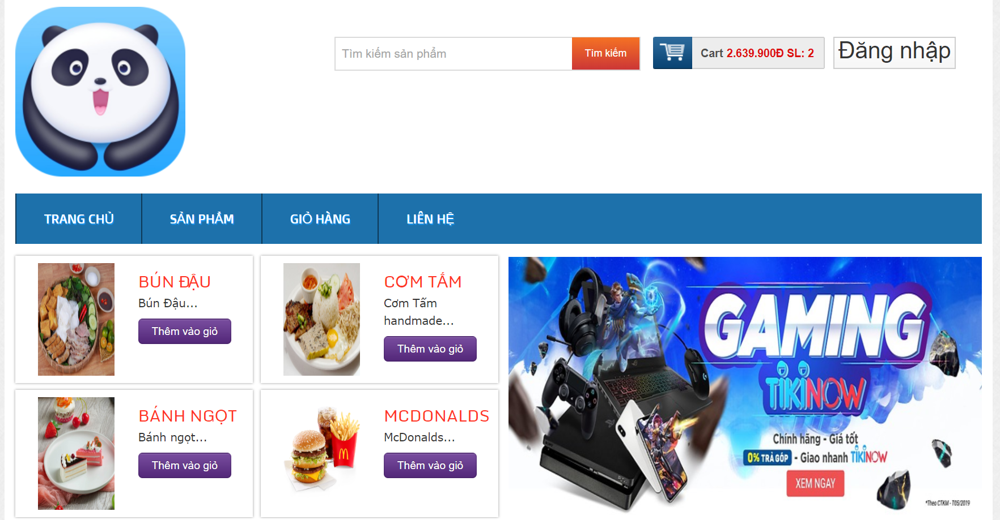 Tìm kiếm sản phẩm
Tìm kiếm
Cart 2.639.900Đ SL: 2
Đăng nhập
TRANG CHỦ
SẢN PHẨM
GIỎ HÀNG
LIÊN HỆ
BÚN ĐẬU
Bún Đậu...
Thêm vào giỏ
CƠM TẤM
Cơm Tấm
handmade...
Thêm vào giỏ
BÁNH NGỌT
Bánh ngọt...
Thêm vào giỏ
MCDONALDS
McDonalds...
Thêm vào giỏ
GAMING
TIKINOW
Chính hãng - Giá tốt
0% TRẢ GÓP - Giao nhanh TIKINOW
XEM NGAY
*Theo CTKM - T05/2019